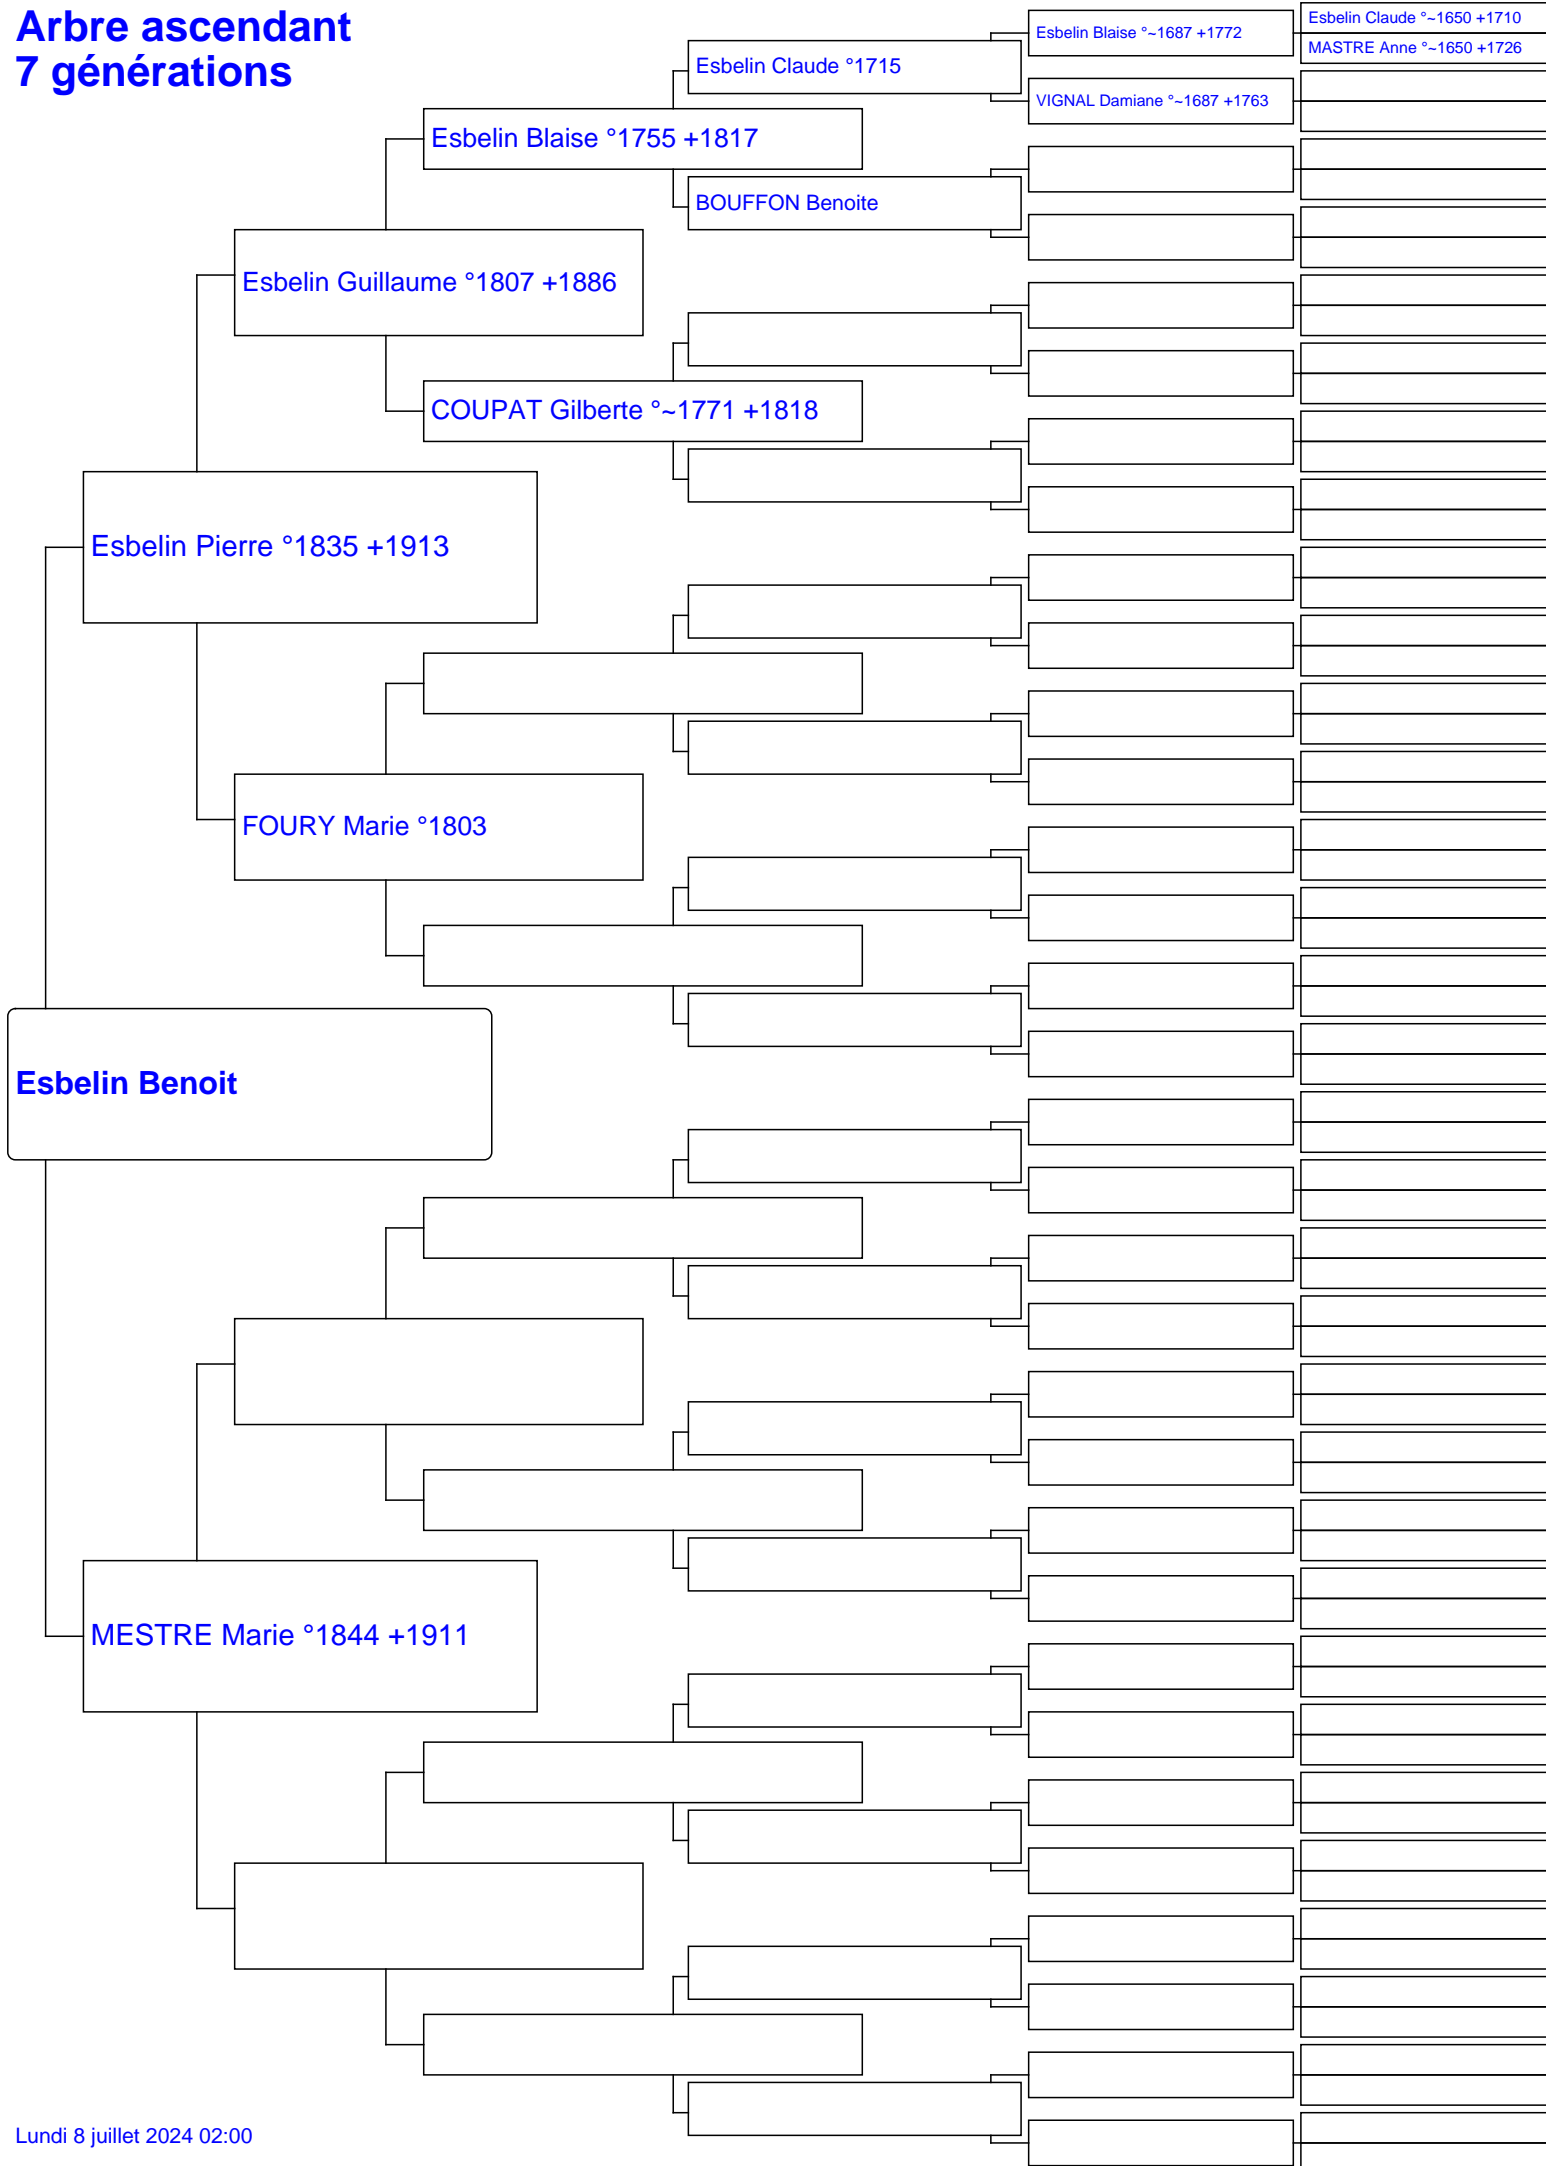 Arbre ascendant
7 générations
Esbelin Claude °~1650 +1710
Esbelin Blaise °~1687 +1772
MASTRE Anne °~1650 +1726
Esbelin Claude °1715
VIGNAL Damiane °~1687 +1763
Esbelin Blaise °1755 +1817
BOUFFON Benoite
Esbelin Guillaume °1807 +1886
COUPAT Gilberte °~1771 +1818
Esbelin Pierre °1835 +1913
FOURY Marie °1803
Esbelin Benoit
MESTRE Marie °1844 +1911
Lundi 8 juillet 2024 02:00